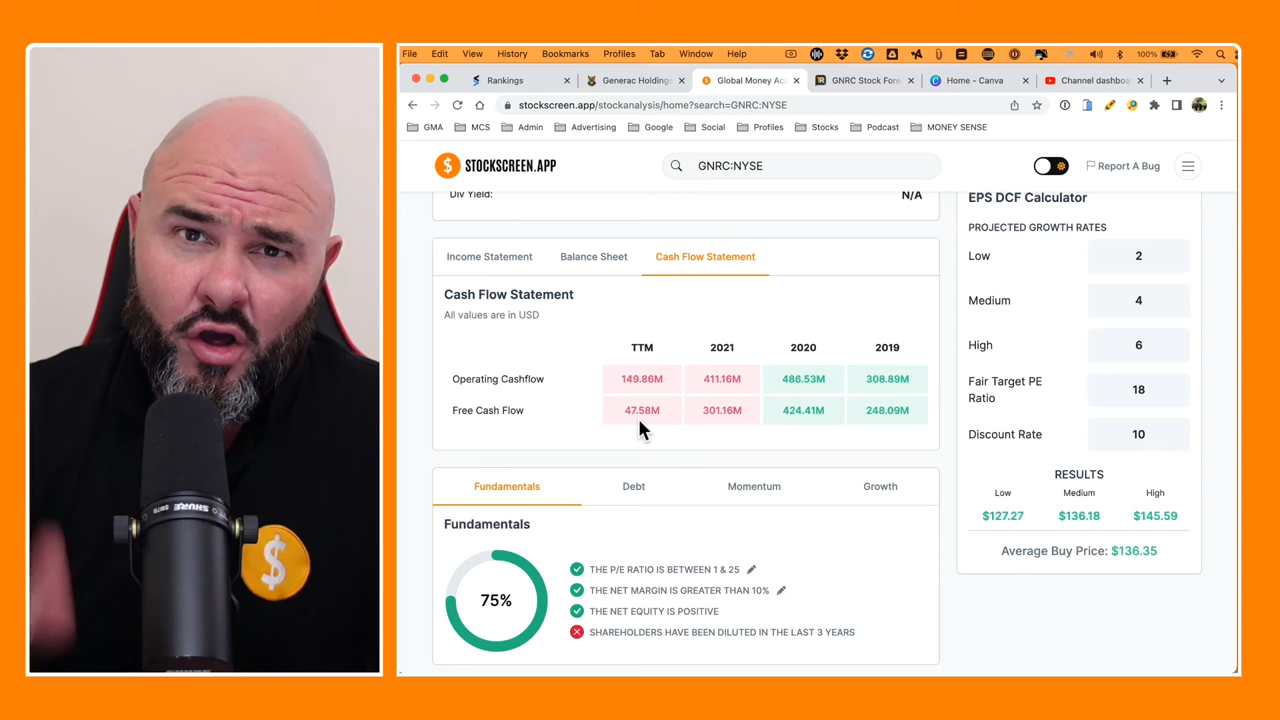 File Edit View History Bookmarks Profiles Tab Window Help 100%
Rankings Generac Holding Global Money Ac GNRC Stock Fore Home - Canva Channel dashbo
stockscreen.app/stockanalysis/home?search=GNRC:NYSE
GMA MCS Admin Advertising Google Social Profiles Stocks Podcast MONEY SENSE
$ STOCKSCREEN.APP GNRC:NYSE Report A Bug
Div Yield: N/A
Income Statement Balance Sheet Cash Flow Statement
Cash Flow Statement
All values are in USD
TTM 2021 2020 2019
Operating Cashflow 149.86M 411.16M 486.53M 308.89M
Free Cash Flow 47.58M 301.16M 424.41M 248.09M
Fundamentals Debt Momentum Growth
Fundamentals
75%
THE P/E RATIO IS BETWEEN 1 & 25
THE NET MARGIN IS GREATER THAN 10%
THE NET EQUITY IS POSITIVE
SHAREHOLDERS HAVE BEEN DILUTED IN THE LAST 3 YEARS
EPS DCF Calculator
PROJECTED GROWTH RATES
Low 2
Medium 4
High 6
Fair Target PE
Ratio 18
Discount Rate 10
RESULTS
Low Medium High
$127.27 $136.18 $145.59
Average Buy Price: $136.35
SHURE SM7B
$